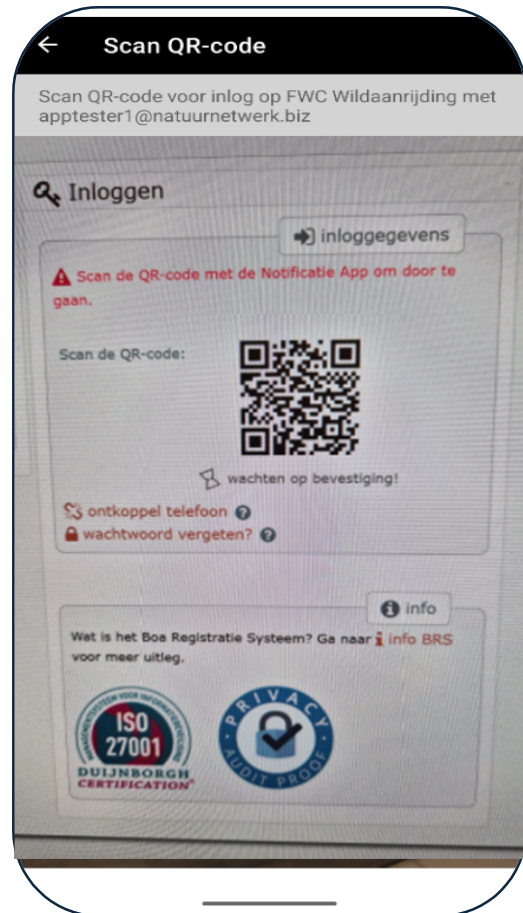 Scan QR-code
Scan QR-code voor inlog op FWC Wildaanrijding met
apptester1@natuurnetwerk.biz
Inloggen
inloggegevens
Scan de QR-code met de Notificatie App om door te
gaan.
Scan de QR-code:
wachten op bevestiging!
ontkoppel telefoon
wachtwoord vergeten?
info
Wat is het Boa Registratie Systeem? Ga naar info BRS
voor meer uitleg.
MANAGEMENTSYSTEEM VOOR INFORMATIEBEVEILIGING
ISO
27001
DUIJNBORGH
CERTIFICATION
PRIVACY
AUDIT PROOF